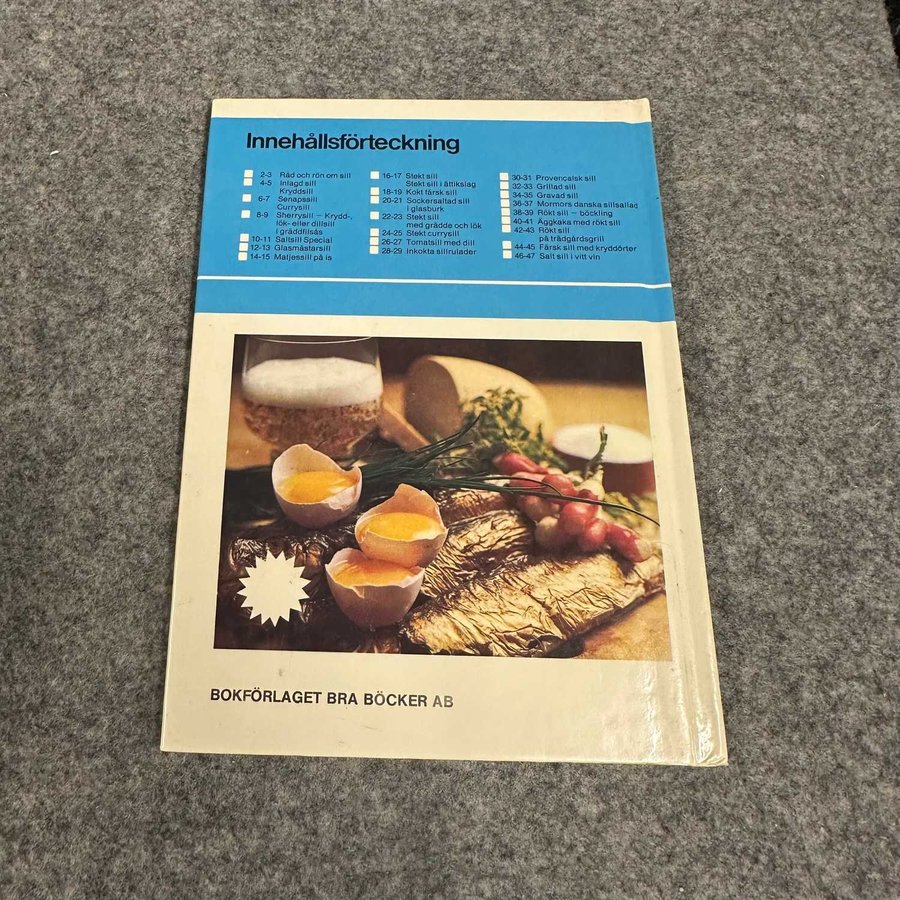 Innehållsförteckning
2-3 Råd och rön om sill
4-5 Inlagd sill
Kryddsill
6-7 Senapssill
Currysill
8-9 Sherrysill – Krydd-,
lök- eller dillsill
i gräddfilsås
10-11 Saltsill Special
12-13 Glasmästarsill
14-15 Matjessill på is
16-17 Stekt sill
Stekt sill i ättikslag
18-19 Kokt färsk sill
20-21 Sockersaltad sill
i glasburk
22-23 Stekt sill
med grädde och lök
24-25 Stekt currysill
26-27 Tomatsill med dill
28-29 Inkokta sillrulader
30-31 Provençalsk sill
32-33 Grillad sill
34-35 Gravad sill
36-37 Mormors danska sillsallad
38-39 Rökt sill – böckling
40-41 Äggkaka med rökt sill
42-43 Rökt sill
på trädgårdsgrill
44-45 Färsk sill med kryddörter
46-47 Salt sill i vitt vin
BOKFÖRLAGET BRA BÖCKER AB